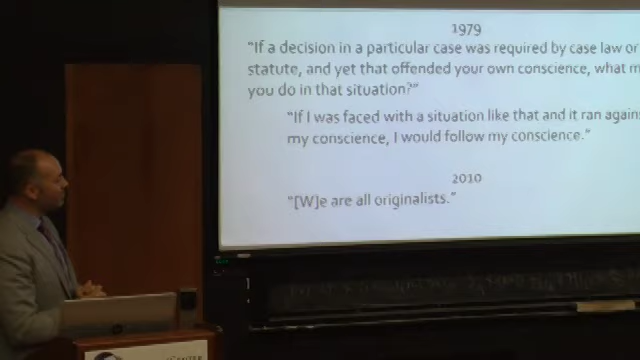 1979
"If a decision in a particular case was required by case law or
statute, and yet that offended your own conscience, what m
you do in that situation?"
"If I was faced with a situation like that and it ran agains
my conscience, I would follow my conscience."
2010
"[W]e are all originalists."